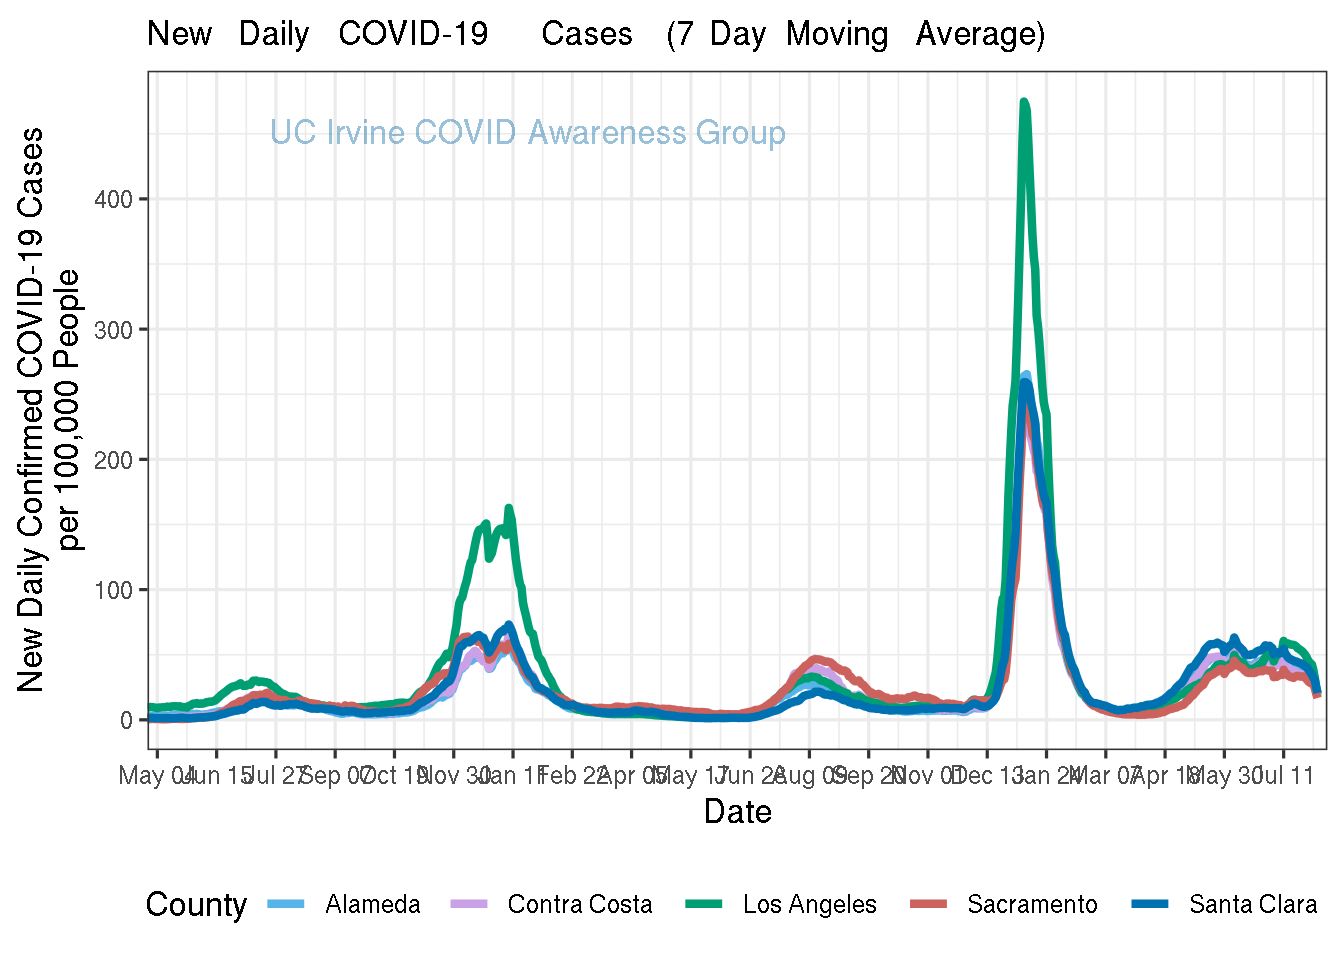 New Daily COVID-19 Cases (7 Day Moving Average)
UC Irvine COVID Awareness Group
New Daily Confirmed COVID-19 Cases
per 100,000 People
400
300
200
100
0
May 04 Jun 15 Jul 27 Sep 07 Oct 19 Nov 30 Jan 11 Feb 22 Apr 05 May 17 Jun 28 Aug 09 Sep 20 Nov 01 Dec 13 Jan 24 Mar 07 Apr 18 May 30 Jul 11
Date
County Alameda Contra Costa Los Angeles Sacramento Santa Clara